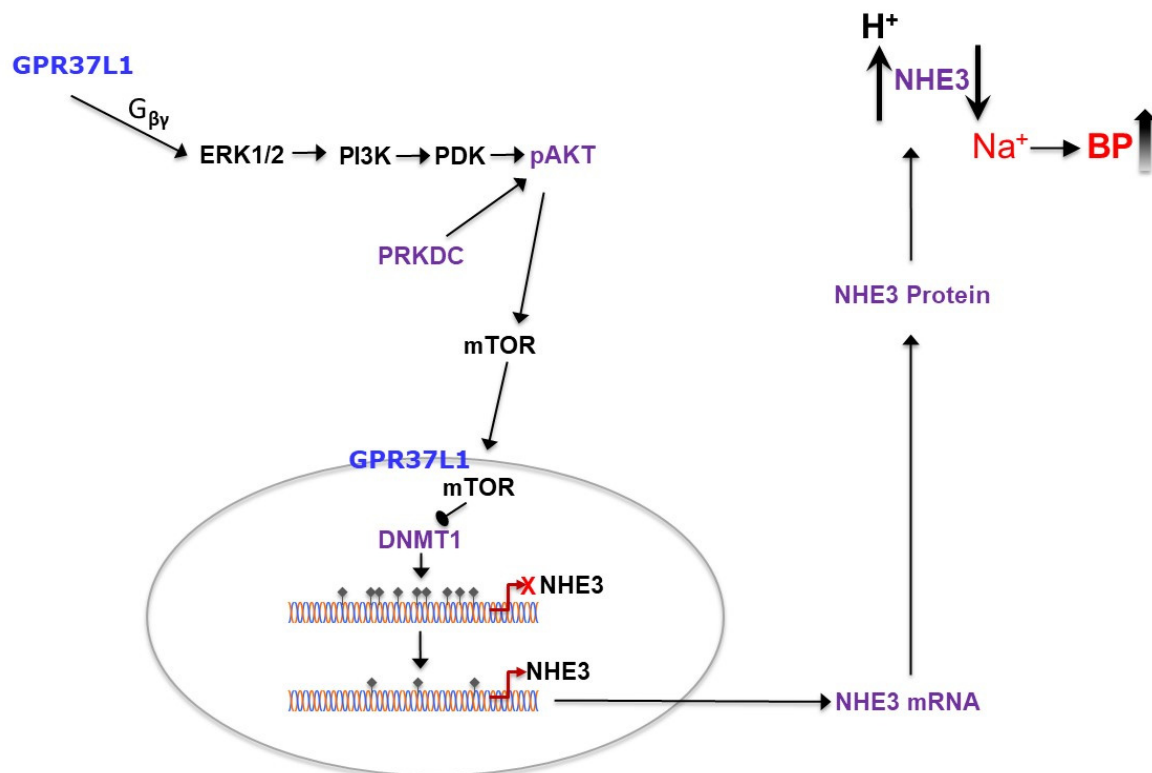 GPR37L1
Gβγ
ERK1/2
PI3K
PDK
pAKT
PRKDC
mTOR
GPR37L1
mTOR
DNMT1
X NHE3
NHE3
NHE3 mRNA
NHE3 Protein
H⁺
NHE3
Na⁺
BP